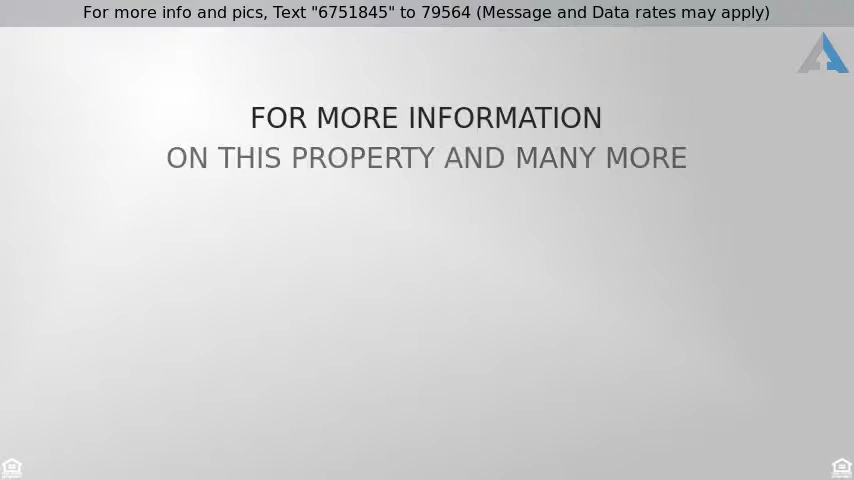 For more info and pics, Text "6751845" to 79564 (Message and Data rates may apply)
FOR MORE INFORMATION
ON THIS PROPERTY AND MANY MORE